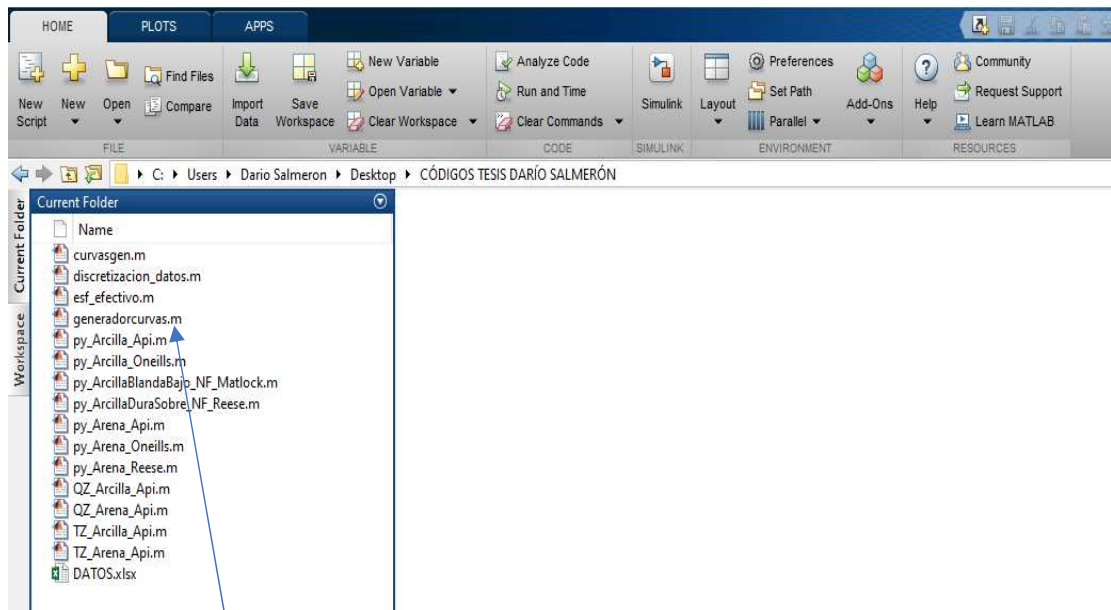 HOME PLOTS APPS
New Script
New
Open
Find Files
Compare
Import Data
Save Workspace
New Variable
Open Variable
Clear Workspace
Analyze Code
Run and Time
Clear Commands
Simulink
Layout
Preferences
Set Path
Parallel
Add-Ons
Help
Community
Request Support
Learn MATLAB
FILE VARIABLE CODE SIMULINK ENVIRONMENT RESOURCES
C: Users Dario Salmeron Desktop CÓDIGOS TESIS DARÍO SALMERÓN
Current Folder
Workspace
Current Folder
Name
curvasgen.m
discretizacion_datos.m
esf_efectivo.m
generadorcurvas.m
py_Arcilla_Api.m
py_Arcilla_Oneills.m
py_ArcillaBlandaBajo_NF_Matlock.m
py_ArcillaDuraSobre_NF_Reese.m
py_Arena_Api.m
py_Arena_Oneills.m
py_Arena_Reese.m
QZ_Arcilla_Api.m
QZ_Arena_Api.m
TZ_Arcilla_Api.m
TZ_Arena_Api.m
DATOS.xlsx